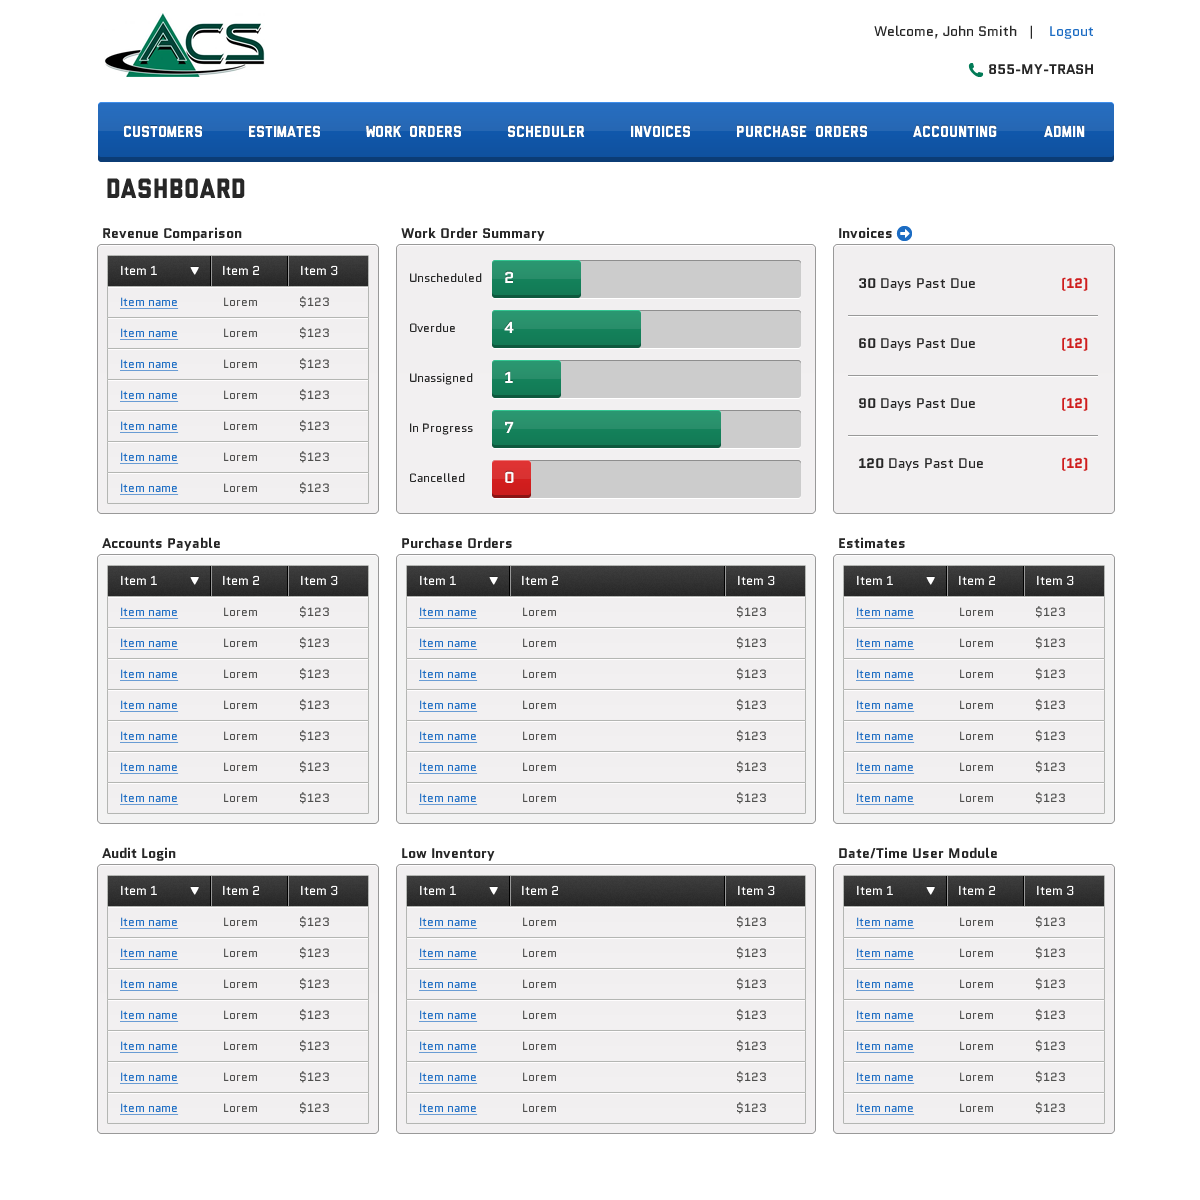 ACS
Welcome, John Smith | Logout
855-MY-TRASH
CUSTOMERS ESTIMATES WORK ORDERS SCHEDULER INVOICES PURCHASE ORDERS ACCOUNTING ADMIN
DASHBOARD
Revenue Comparison
Item 1 ▼ Item 2 Item 3
Item name Lorem $123
Item name Lorem $123
Item name Lorem $123
Item name Lorem $123
Item name Lorem $123
Item name Lorem $123
Item name Lorem $123
Work Order Summary
Unscheduled 2
Overdue 4
Unassigned 1
In Progress 7
Cancelled 0
Invoices
30 Days Past Due (12)
60 Days Past Due (12)
90 Days Past Due (12)
120 Days Past Due (12)
Accounts Payable
Item 1 ▼ Item 2 Item 3
Item name Lorem $123
Item name Lorem $123
Item name Lorem $123
Item name Lorem $123
Item name Lorem $123
Item name Lorem $123
Item name Lorem $123
Purchase Orders
Item 1 ▼ Item 2 Item 3
Item name Lorem $123
Item name Lorem $123
Item name Lorem $123
Item name Lorem $123
Item name Lorem $123
Item name Lorem $123
Item name Lorem $123
Estimates
Item 1 ▼ Item 2 Item 3
Item name Lorem $123
Item name Lorem $123
Item name Lorem $123
Item name Lorem $123
Item name Lorem $123
Item name Lorem $123
Item name Lorem $123
Audit Login
Item 1 ▼ Item 2 Item 3
Item name Lorem $123
Item name Lorem $123
Item name Lorem $123
Item name Lorem $123
Item name Lorem $123
Item name Lorem $123
Item name Lorem $123
Low Inventory
Item 1 ▼ Item 2 Item 3
Item name Lorem $123
Item name Lorem $123
Item name Lorem $123
Item name Lorem $123
Item name Lorem $123
Item name Lorem $123
Item name Lorem $123
Date/Time User Module
Item 1 ▼ Item 2 Item 3
Item name Lorem $123
Item name Lorem $123
Item name Lorem $123
Item name Lorem $123
Item name Lorem $123
Item name Lorem $123
Item name Lorem $123